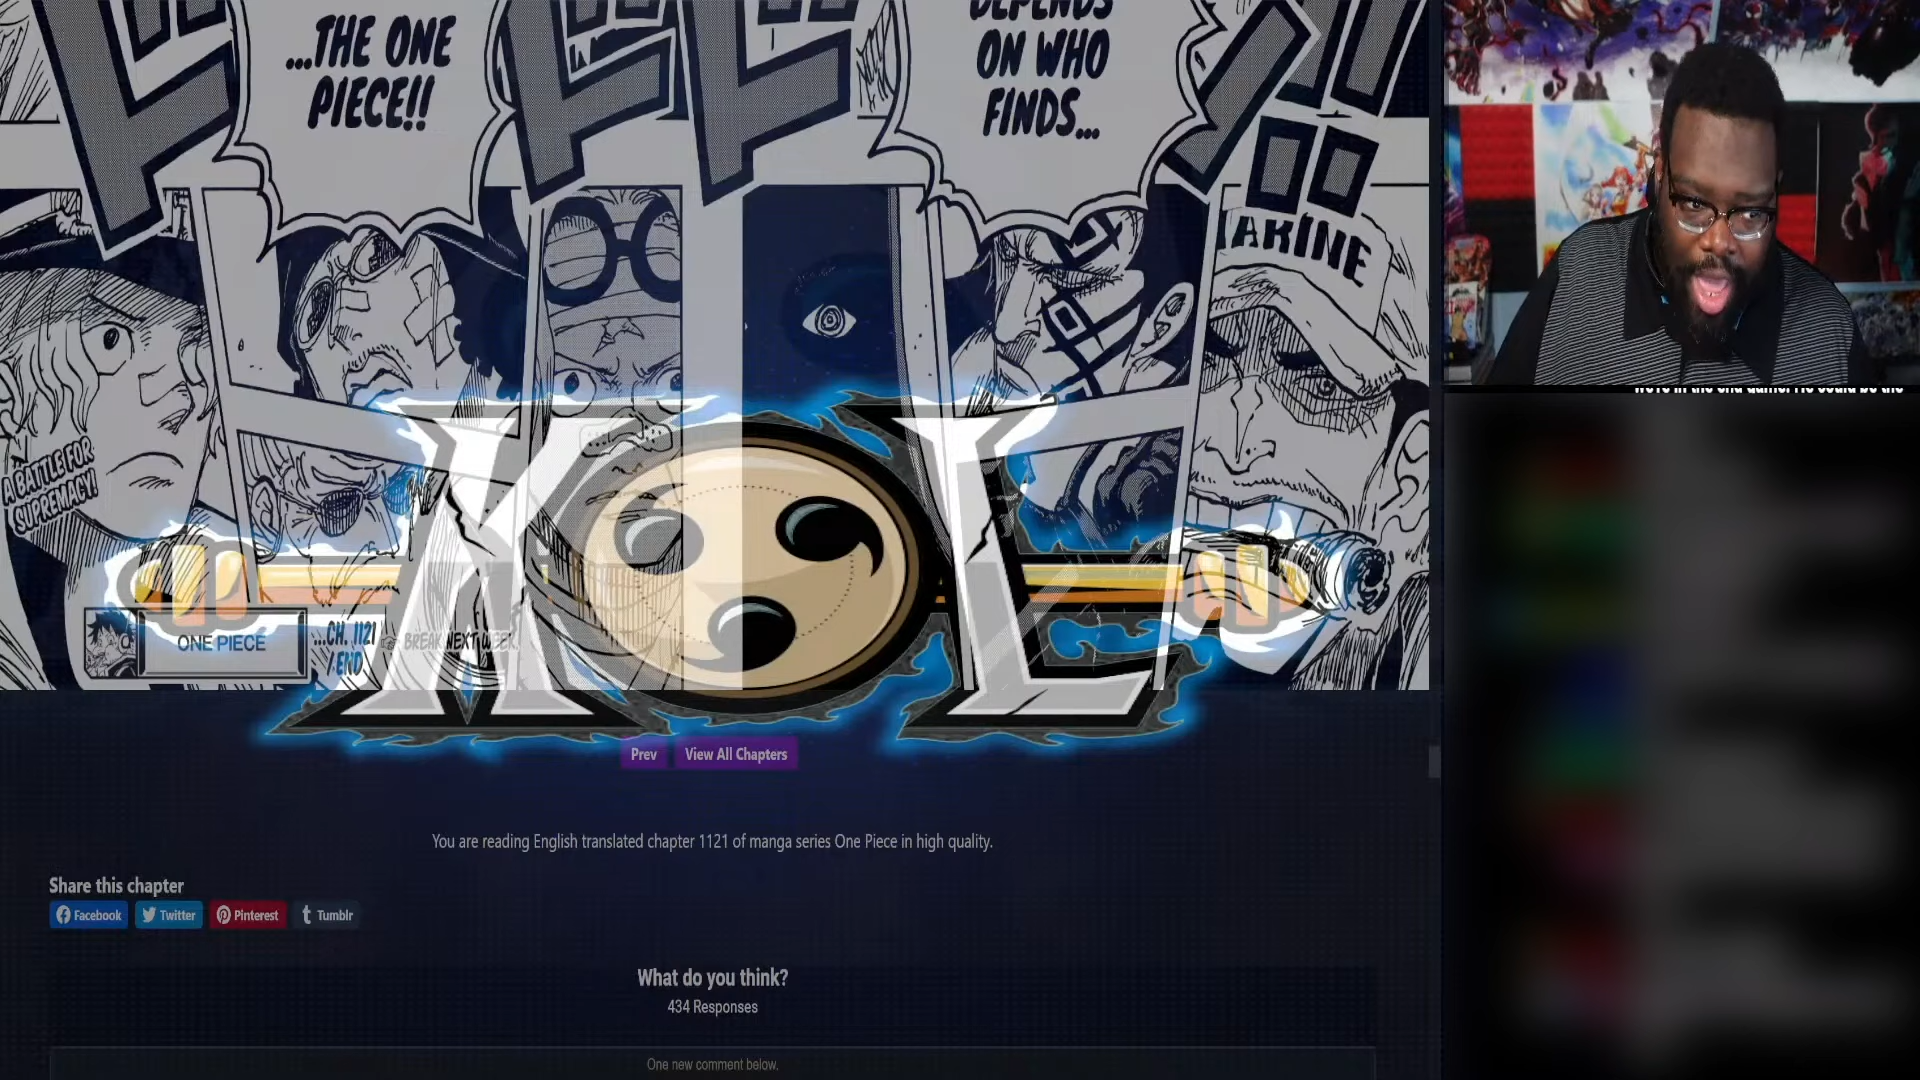 ...THE ONE
PIECE!!
DEPENDS
ON WHO
FINDS...
MARINE
A BATTLE FOR
SUPREMACY!
ONE PIECE
...CH. 1121
/ END
BREAK NEXT WEEK
KOL
Prev
View All Chapters
You are reading English translated chapter 1121 of manga series One Piece in high quality.
Share this chapter
Facebook
Twitter
Pinterest
Tumblr
What do you think?
434 Responses
One new comment below.